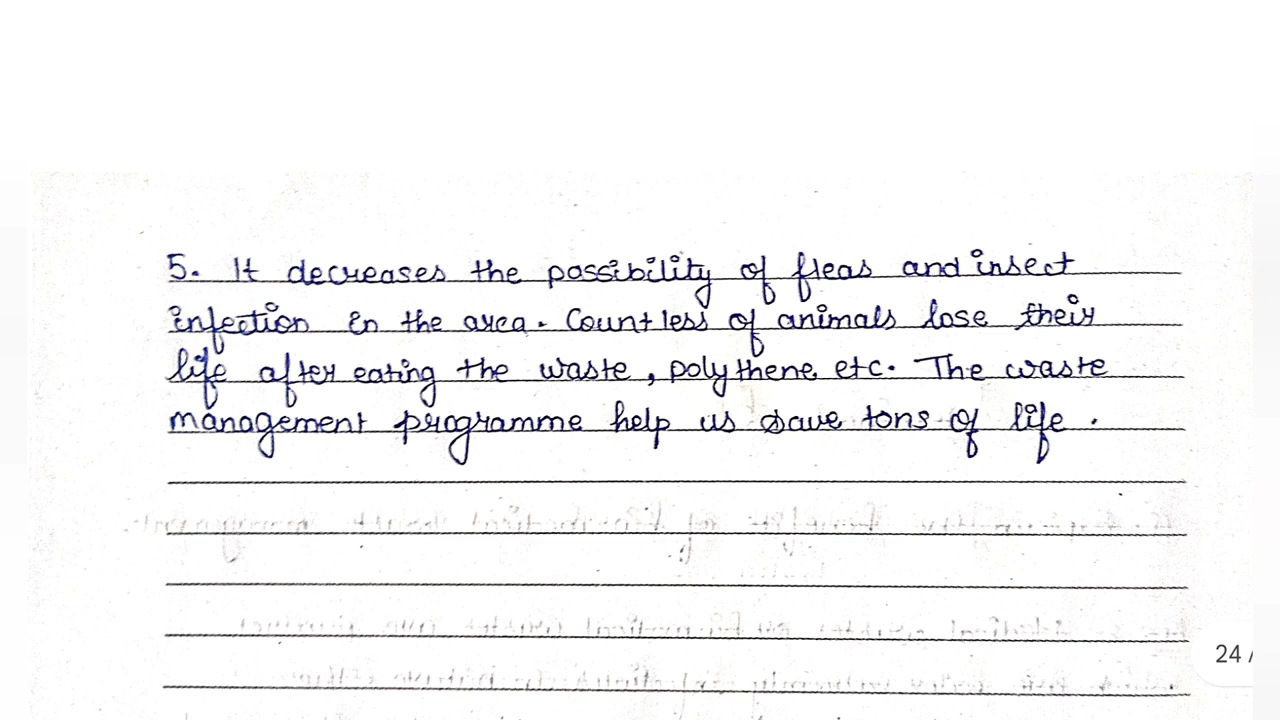 5. It decreases the possibility of fleas and insect
infection in the area. Countless of animals lose their
life after eating the waste, polythene etc. The waste
management programme help us save tons of life.
24 /